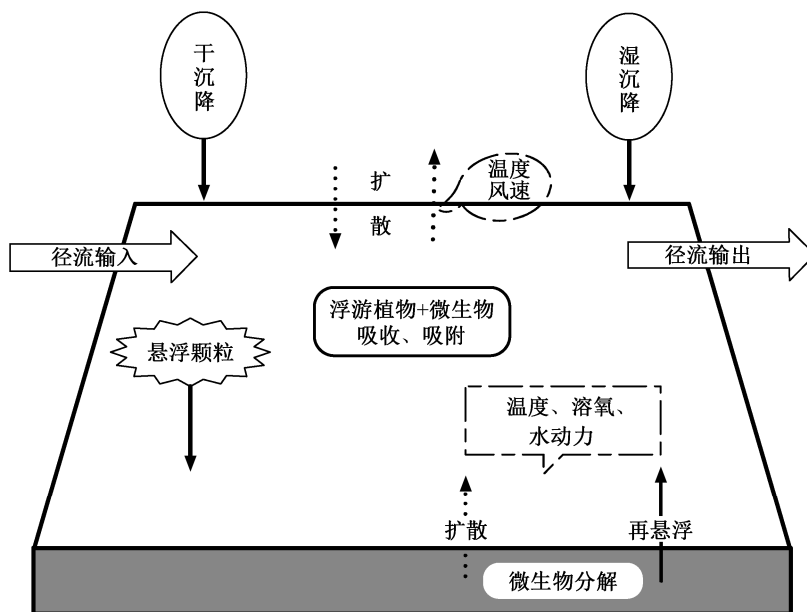 干沉降
湿沉降
扩散
温度
风速
径流输入
径流输出
浮游植物+微生物
吸收、吸附
悬浮颗粒
温度、溶氧、
水动力
扩散
再悬浮
微生物分解